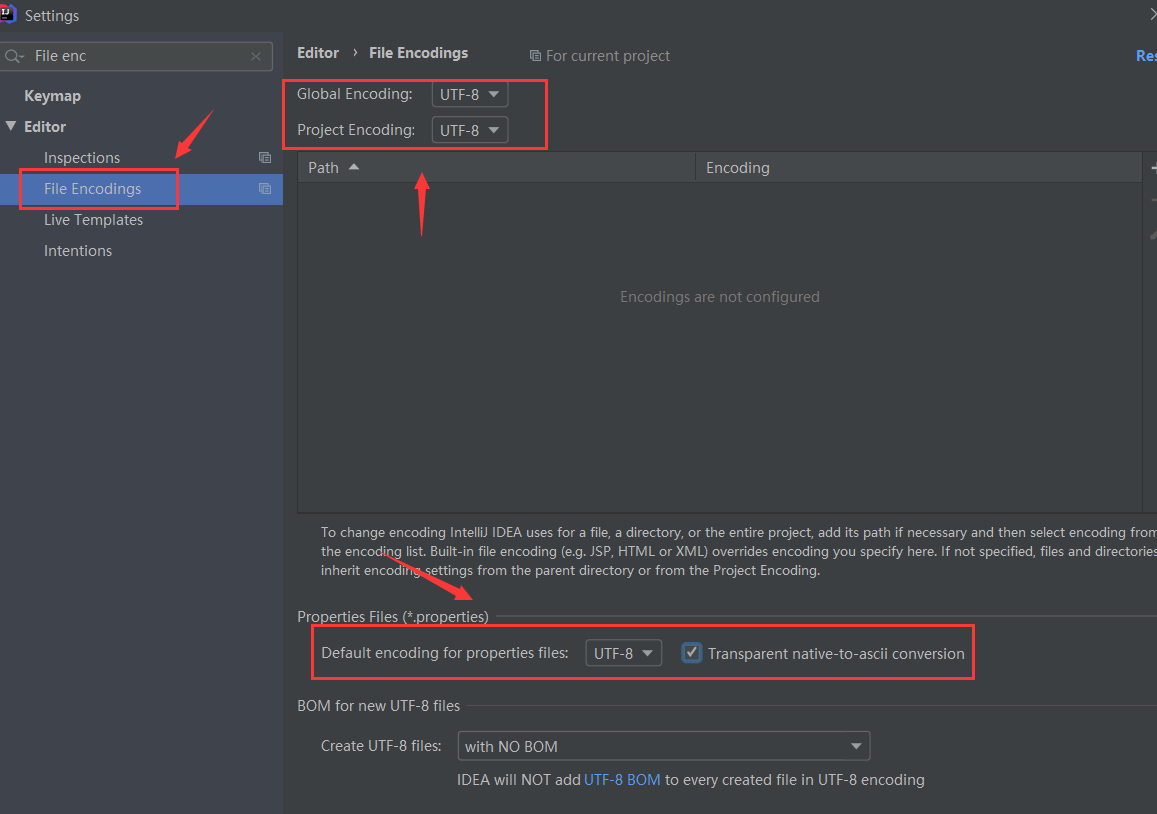 Settings
File enc
Keymap
Editor
Inspections
File Encodings
Live Templates
Intentions
Editor › File Encodings
For current project
Res
Global Encoding: UTF-8
Project Encoding: UTF-8
Path Encoding
Encodings are not configured
To change encoding IntelliJ IDEA uses for a file, a directory, or the entire project, add its path if necessary and then select encoding from
the encoding list. Built-in file encoding (e.g. JSP, HTML or XML) overrides encoding you specify here. If not specified, files and directories
inherit encoding settings from the parent directory or from the Project Encoding.
Properties Files (*.properties)
Default encoding for properties files: UTF-8 Transparent native-to-ascii conversion
BOM for new UTF-8 files
Create UTF-8 files: with NO BOM
IDEA will NOT add UTF-8 BOM to every created file in UTF-8 encoding